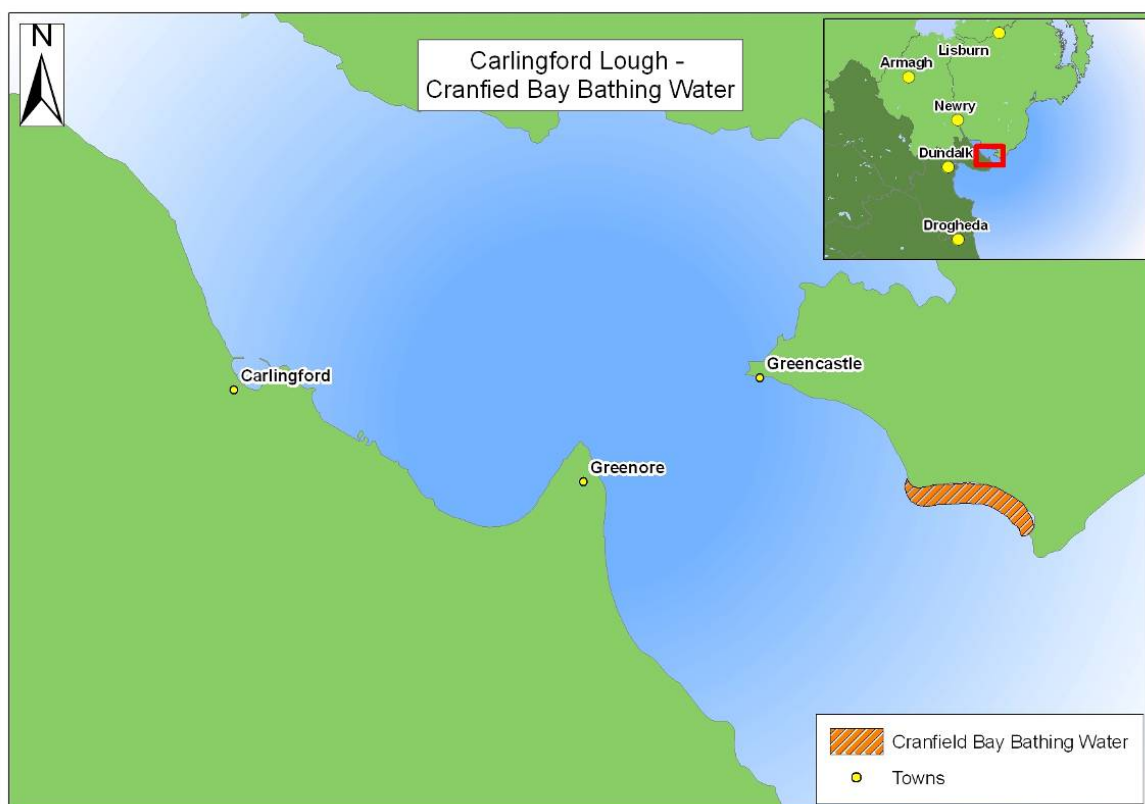 N
Carlingford Lough -
Cranfied Bay Bathing Water
Lisburn
Armagh
Newry
Dundalk
Drogheda
Carlingford
Greencastle
Greenore
Cranfield Bay Bathing Water
Towns